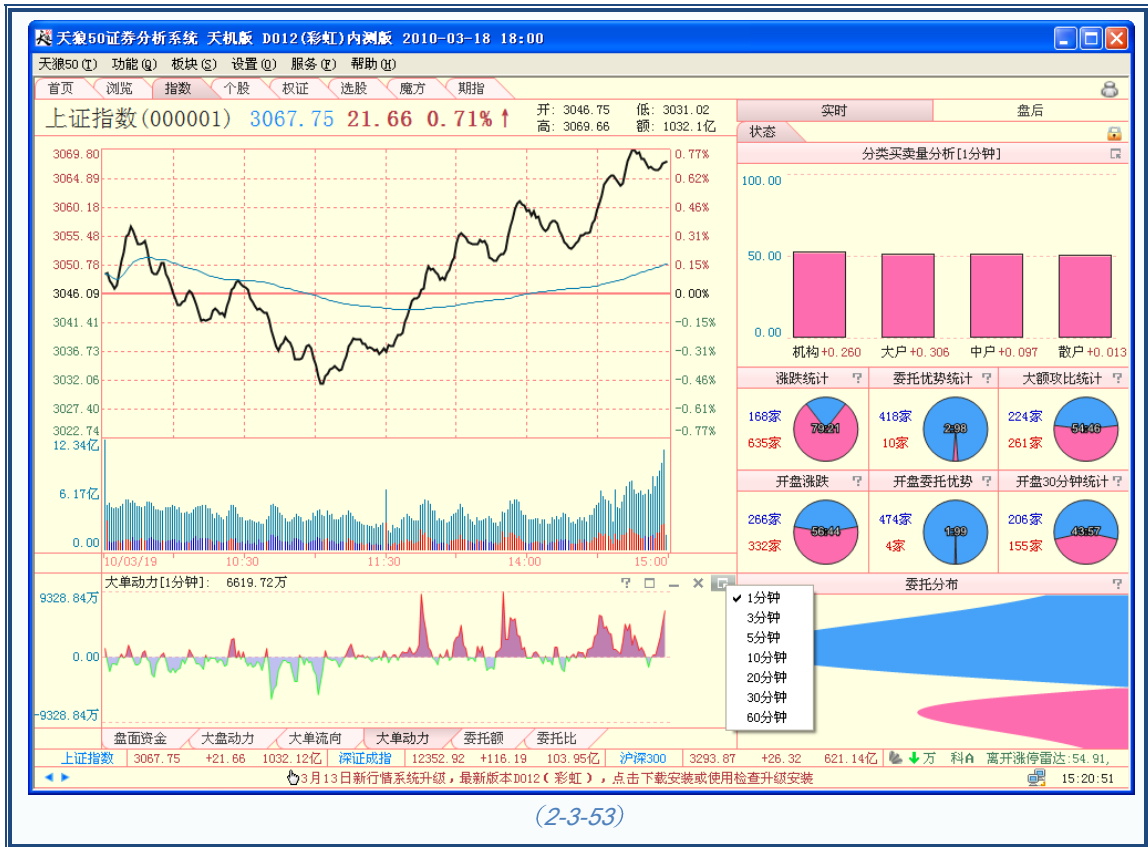 天狼50证券分析系统 天机版 D012(彩虹)内测版 2010-03-18 18:00
天狼50(T) 功能(Q) 板块(S) 设置(O) 服务(F) 帮助(H)
首页 浏览 指数 个股 权证 选股 魔方 期指
上证指数(000001) 3067.75 21.66 0.71%↑
开: 3046.75 低: 3031.02
高: 3069.66 额: 1032.1亿
实时 盘后
状态
分类买卖量分析[1分钟]
3069.80 0.77%
3064.89 0.62%
3060.18 0.46%
3055.48 0.31%
3050.78 0.15%
3046.09 0.00%
3041.41 -0.15%
3036.73 -0.31%
3032.06 -0.46%
3027.40 -0.61%
3022.74 -0.77%
12.34亿
6.17亿
0.00
10/03/19 10:30 11:30 14:00 15:00
100.00
50.00
0.00
机构+0.260 大户+0.306 中户+0.097 散户+0.013
涨跌统计 ? 委托优势统计 ? 大额攻比统计 ?
168家 79:21 418家 2:98 224家 54:46
635家 10家 261家
开盘涨跌 ? 开盘委托优势 ? 开盘30分钟统计 ?
266家 56:44 474家 1:99 206家 43:57
332家 4家 155家
大单动力[1分钟]: 6619.72万
9328.84万
0.00
-9328.84万
委托分布 ?
1分钟
3分钟
5分钟
10分钟
20分钟
30分钟
60分钟
盘面资金 大盘动力 大单流向 大单动力 委托额 委托比
上证指数 3067.75 +21.66 1032.12亿 深证成指 12352.92 +116.19 103.95亿 沪深300 3293.87 +26.32 621.14亿 万 科A 离开涨停雷达:54.91,
3月13日新行情系统升级，最新版本D012(彩虹)，点击下载安装或使用检查升级安装 15:20:51
(2-3-53)